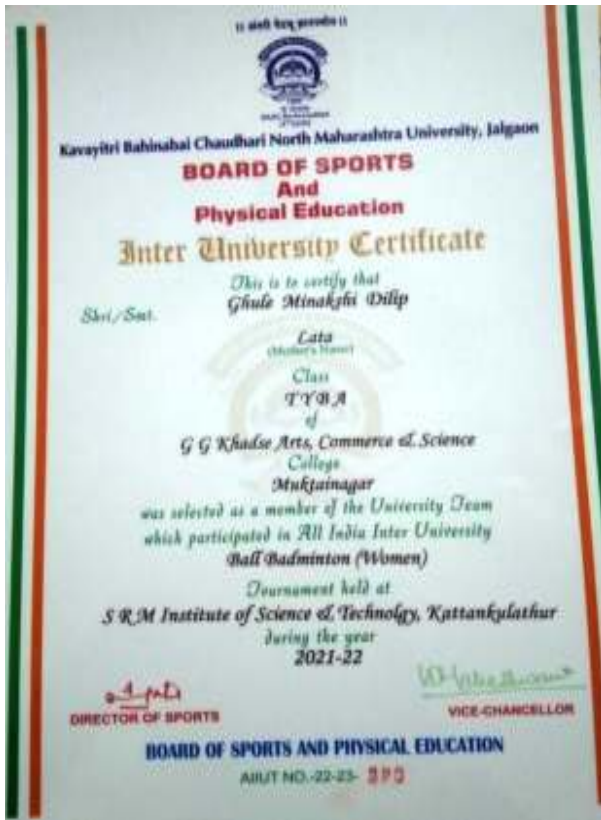 Kavayitri Bahinabai Chaudhari North Maharashtra University, Jalgaon
BOARD OF SPORTS
And
Physical Education
Inter University Certificate
This is to certify that
Shri/Smt. Ghule Minakshi Dilip
Lata
(Mother's Name)
Class
TYBA
of
G G Khadse Arts, Commerce & Science
College
Muktainagar
was selected as a member of the University Team
which participated in All India Inter University
Ball Badminton (Women)
Tournament held at
S R M Institute of Science & Technolgy, Kattankulathur
during the year
2021-22
DIRECTOR OF SPORTS
VICE-CHANCELLOR
BOARD OF SPORTS AND PHYSICAL EDUCATION
AIIUT NO.-22-23-